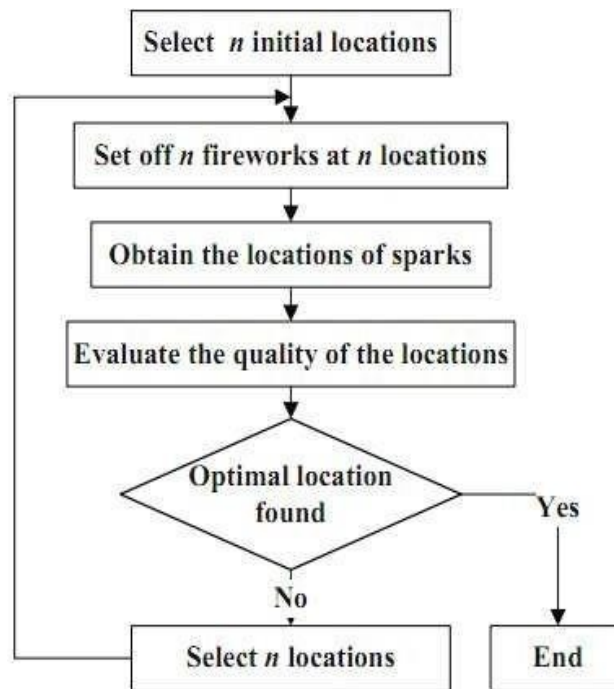 Select n initial locations
Set off n fireworks at n locations
Obtain the locations of sparks
Evaluate the quality of the locations
Optimal location
found
Yes
No
Select n locations
End